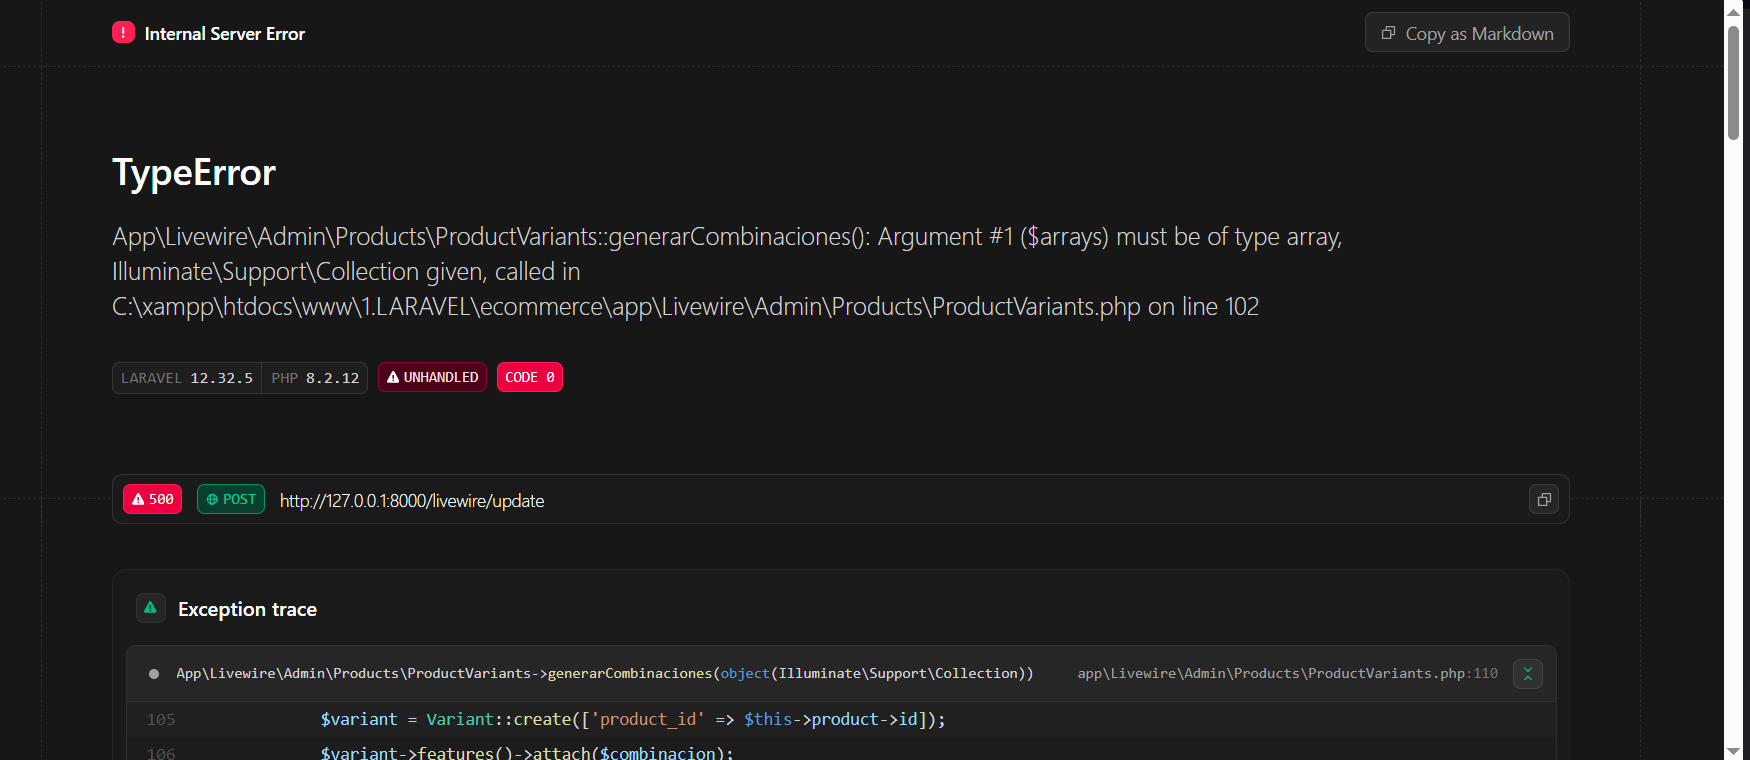 Internal Server Error
Copy as Markdown
TypeError
App\Livewire\Admin\Products\ProductVariants::generarCombinaciones(): Argument #1 ($arrays) must be of type array,
Illuminate\Support\Collection given, called in
C:\xampp\htdocs\www\1.LARAVEL\ecommerce\app\Livewire\Admin\Products\ProductVariants.php on line 102
LARAVEL 12.32.5 PHP 8.2.12 UNHANDLED CODE 0
500 POST http://127.0.0.1:8000/livewire/update
Exception trace
App\Livewire\Admin\Products\ProductVariants->generarCombinaciones(object(Illuminate\Support\Collection)) app\Livewire\Admin\Products\ProductVariants.php:110
105 $variant = Variant::create(['product_id' => $this->product->id]);
106 $variant->features()->attach($combinacion);